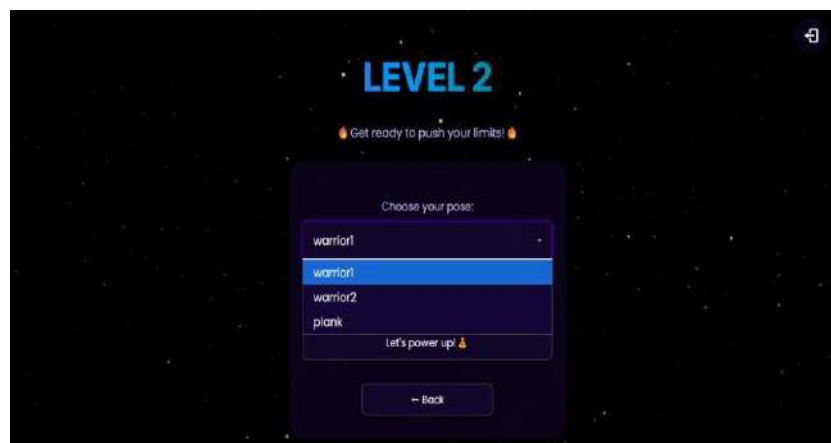 LEVEL 2
🔥 Get ready to push your limits! 🔥
Choose your pose:
warrior1
warrior1
warrior2
plank
Let's power up!
← Back